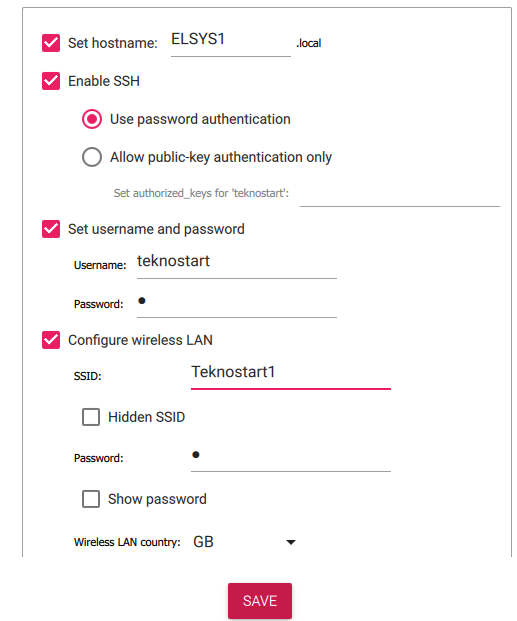 Set hostname: ELSYS1 .local
Enable SSH
Use password authentication
Allow public-key authentication only
Set authorized_keys for 'teknostart':
Set username and password
Username: teknostart
Password: •
Configure wireless LAN
SSID: Teknostart1
Hidden SSID
Password: •
Show password
Wireless LAN country: GB
SAVE